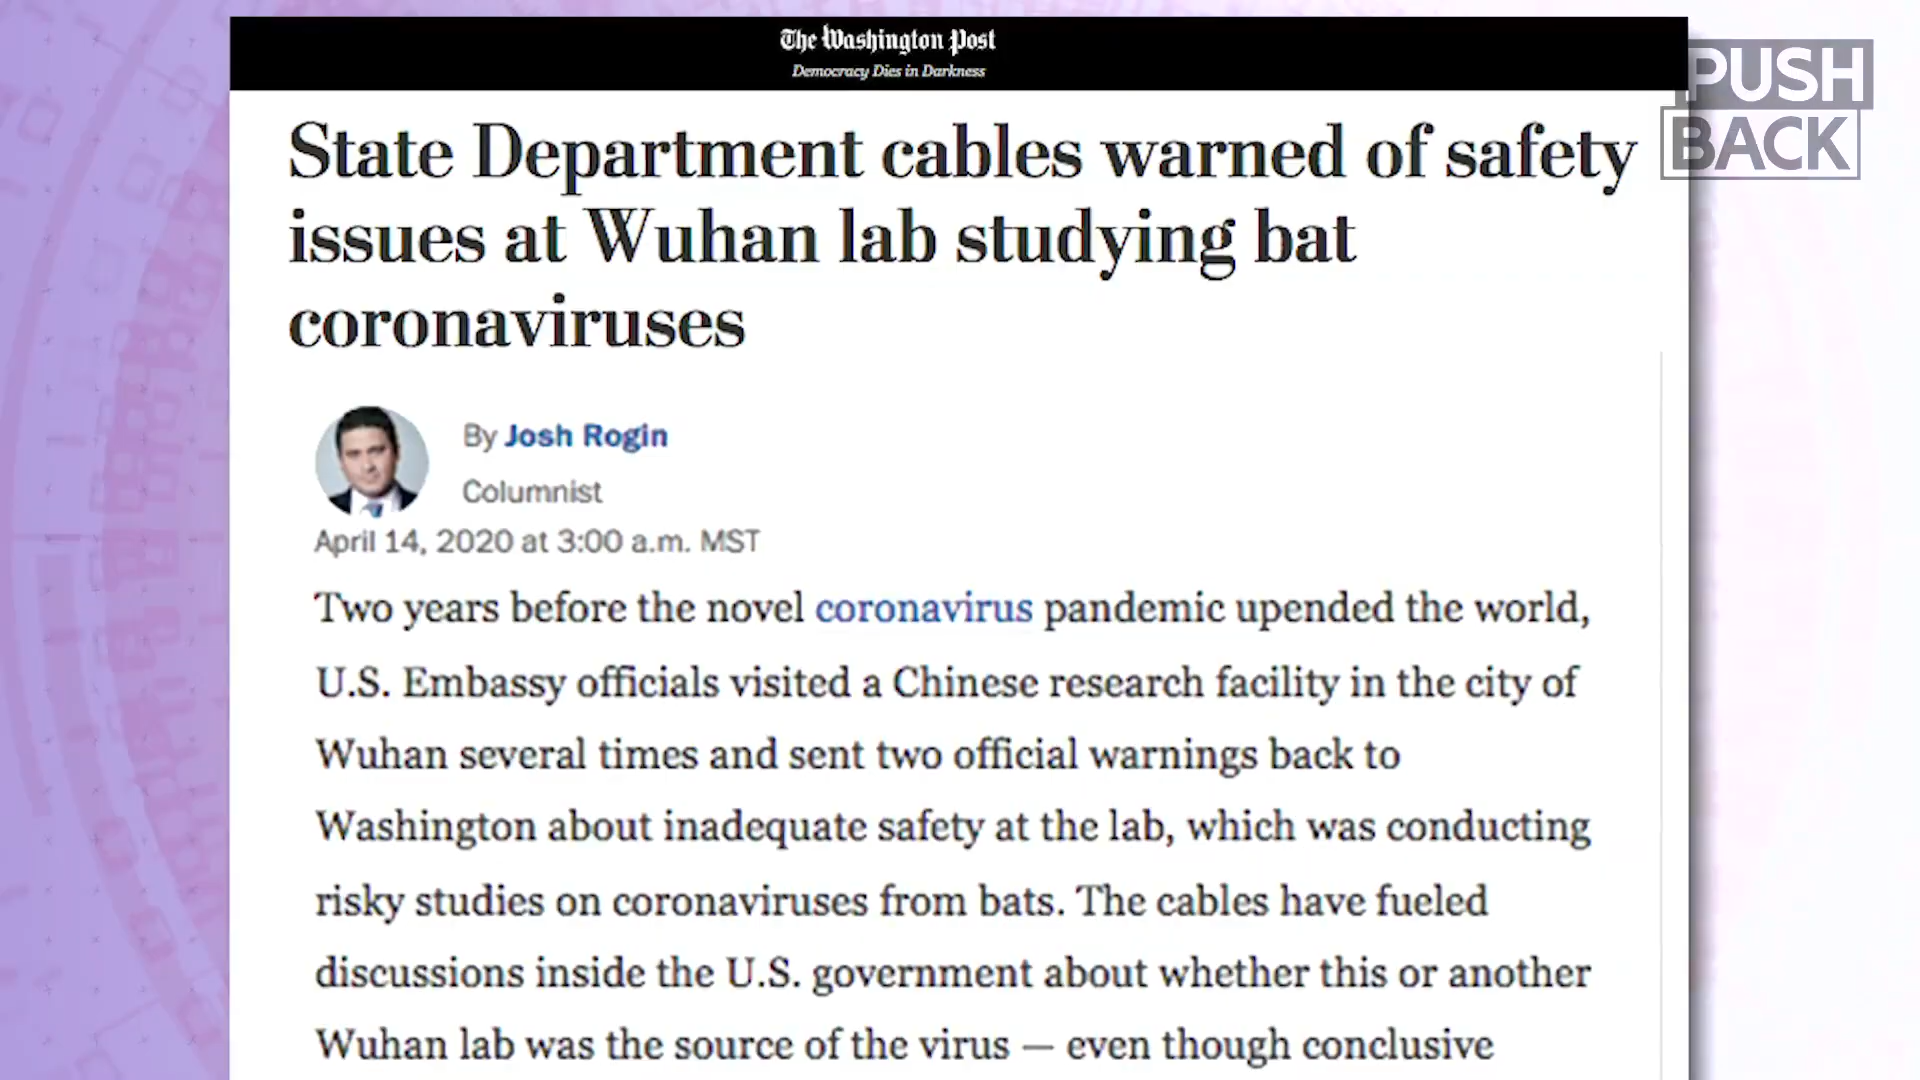 The Washington Post
Democracy Dies in Darkness
PUSH
BACK
State Department cables warned of safety
issues at Wuhan lab studying bat
coronaviruses
By Josh Rogin
Columnist
April 14, 2020 at 3:00 a.m. MST
Two years before the novel coronavirus pandemic upended the world,
U.S. Embassy officials visited a Chinese research facility in the city of
Wuhan several times and sent two official warnings back to
Washington about inadequate safety at the lab, which was conducting
risky studies on coronaviruses from bats. The cables have fueled
discussions inside the U.S. government about whether this or another
Wuhan lab was the source of the virus — even though conclusive